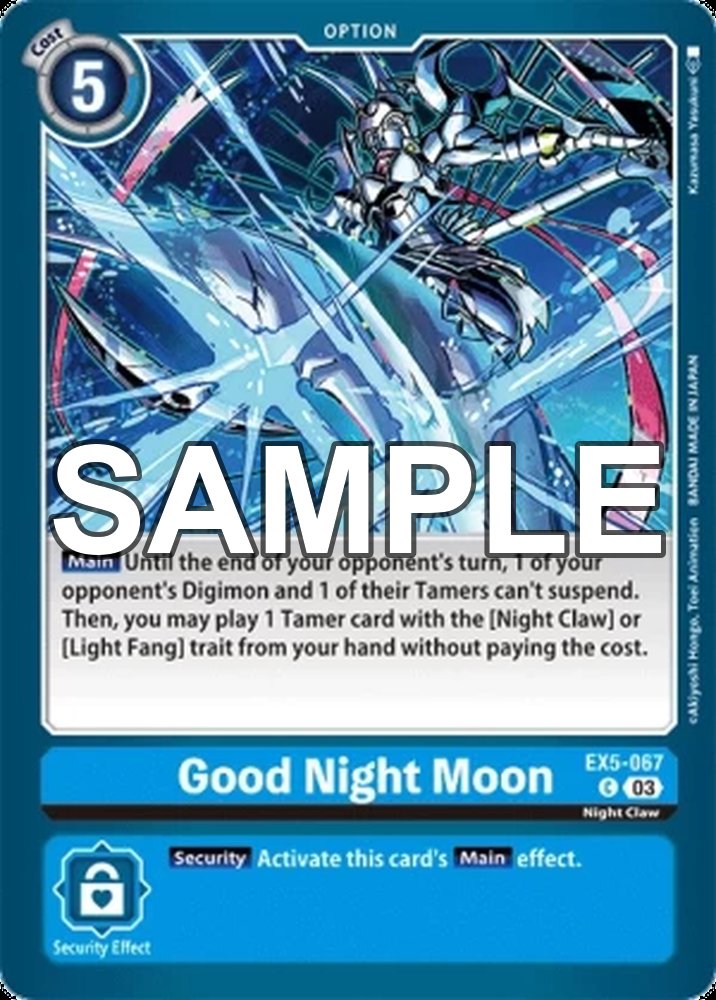 OPTION
Cost
5
Kazumasa Yasukuni
SAMPLE
Main Until the end of your opponent's turn, 1 of your
opponent's Digimon and 1 of their Tamers can't suspend.
Then, you may play 1 Tamer card with the [Night Claw] or
[Light Fang] trait from your hand without paying the cost.
©Akiyoshi Hongo, Toei Animation BANDAI MADE IN JAPAN
Good Night Moon
EX5-067
C 03
Night Claw
Security Activate this card's Main effect.
Security Effect